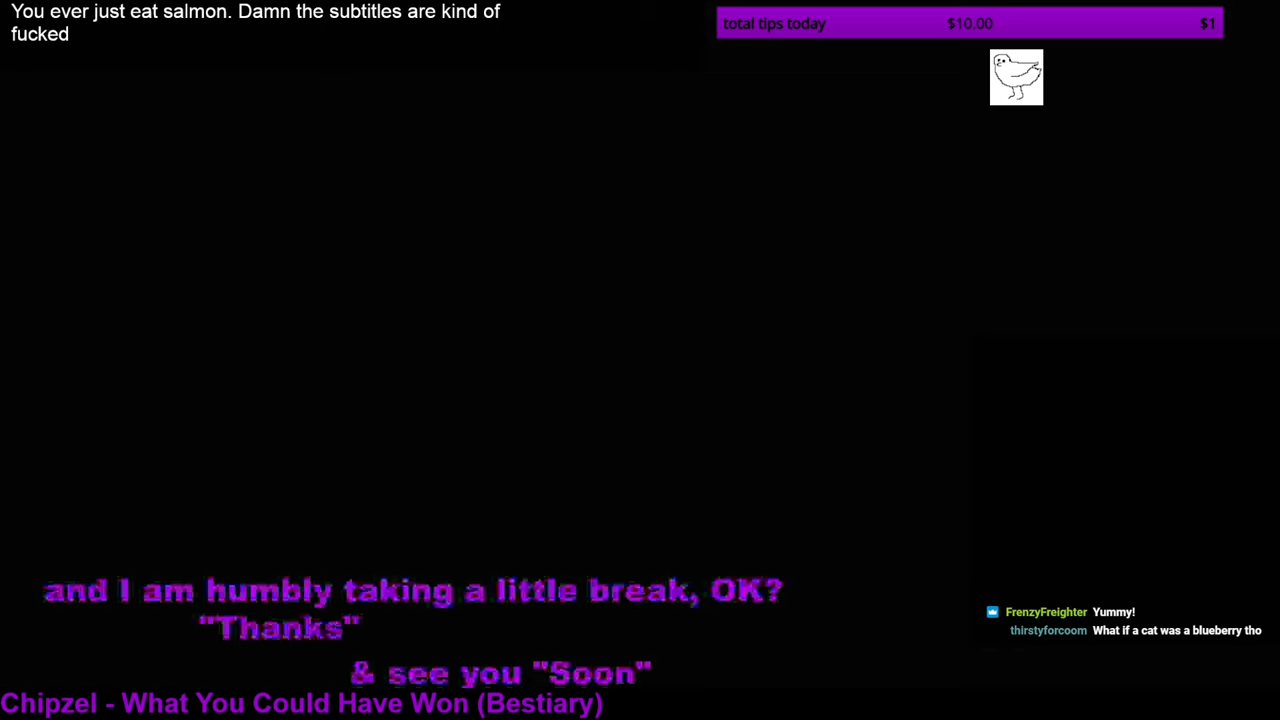 You ever just eat salmon. Damn the subtitles are kind of
fucked
total tips today $10.00 $1
and I am humbly taking a little break, OK?
"Thanks"
& see you "Soon"
FrenzyFreighter Yummy!
thirstyforcoom What if a cat was a blueberry tho
Chipzel - What You Could Have Won (Bestiary)